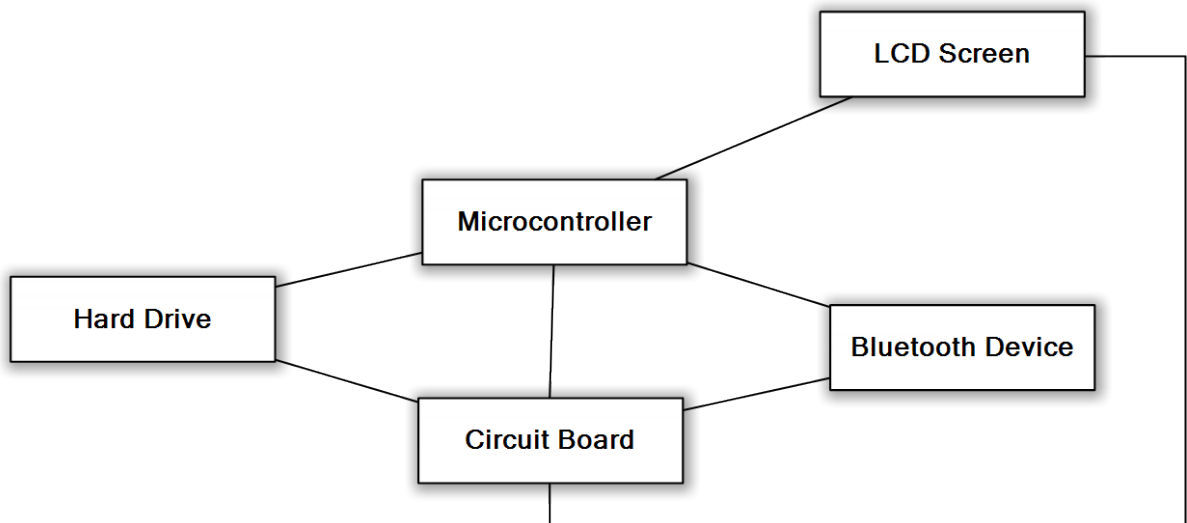 LCD Screen
Microcontroller
Hard Drive
Bluetooth Device
Circuit Board